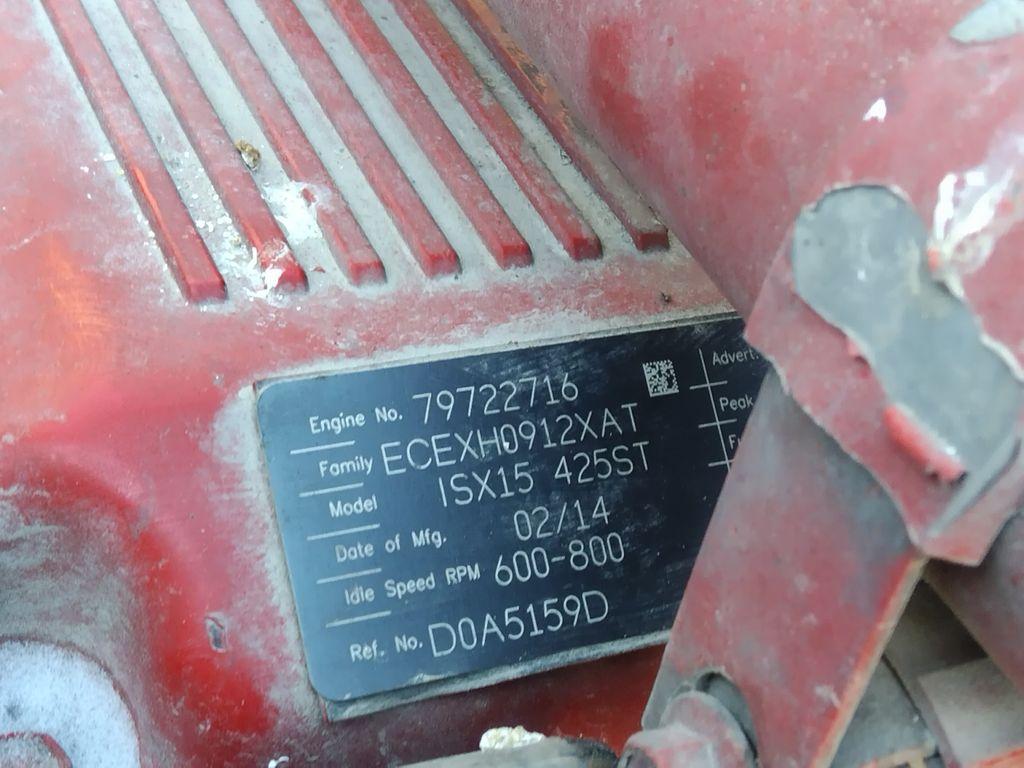 Engine No. 79722716
Family ECEXH0912XAT
Model ISX15 425ST
Date of Mfg. 02/14
Idle Speed RPM 600-800
Ref. No. D0A5159D
Advert.
Peak